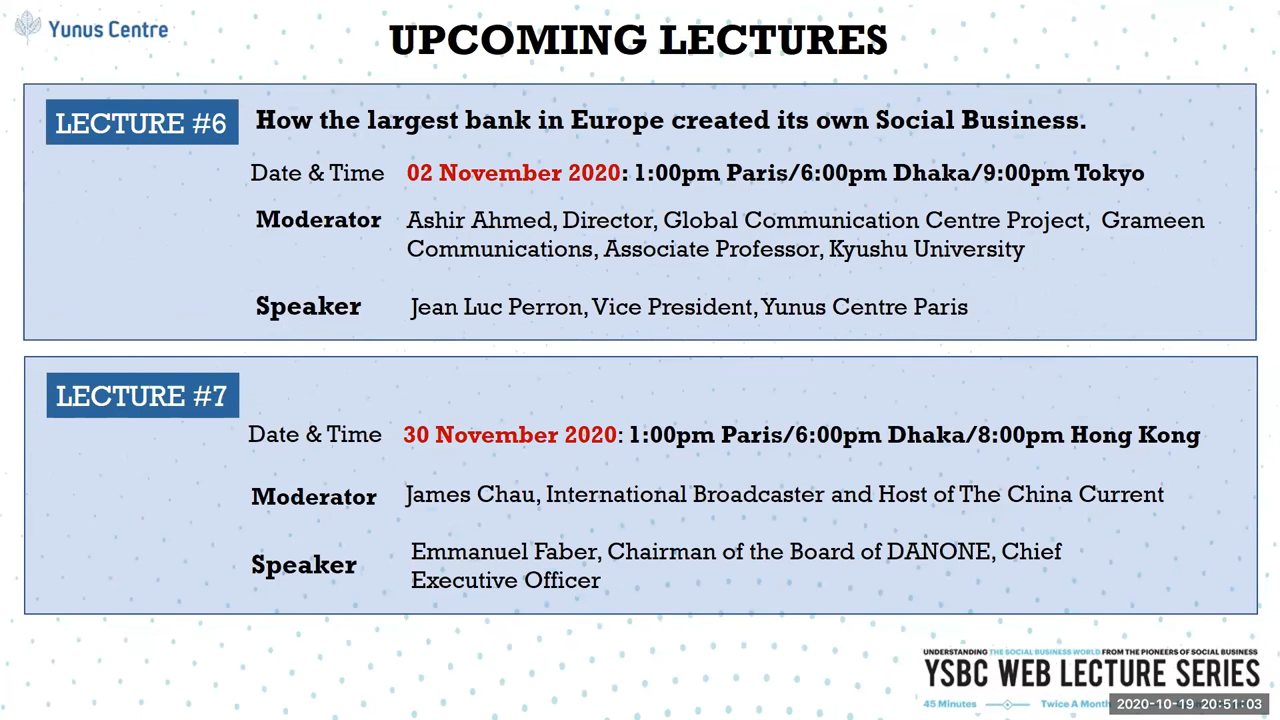 Yunus Centre
UPCOMING LECTURES
LECTURE #6
How the largest bank in Europe created its own Social Business.
Date & Time 02 November 2020: 1:00pm Paris/6:00pm Dhaka/9:00pm Tokyo
Moderator Ashir Ahmed, Director, Global Communication Centre Project, Grameen
Communications, Associate Professor, Kyushu University
Speaker Jean Luc Perron, Vice President, Yunus Centre Paris
LECTURE #7
Date & Time 30 November 2020: 1:00pm Paris/6:00pm Dhaka/8:00pm Hong Kong
Moderator James Chau, International Broadcaster and Host of The China Current
Speaker Emmanuel Faber, Chairman of the Board of DANONE, Chief
Executive Officer
UNDERSTANDING THE SOCIAL BUSINESS WORLD FROM THE PIONEERS OF SOCIAL BUSINESS
YSBC WEB LECTURE SERIES
45 Minutes Twice A Month
2020-10-19 20:51:03